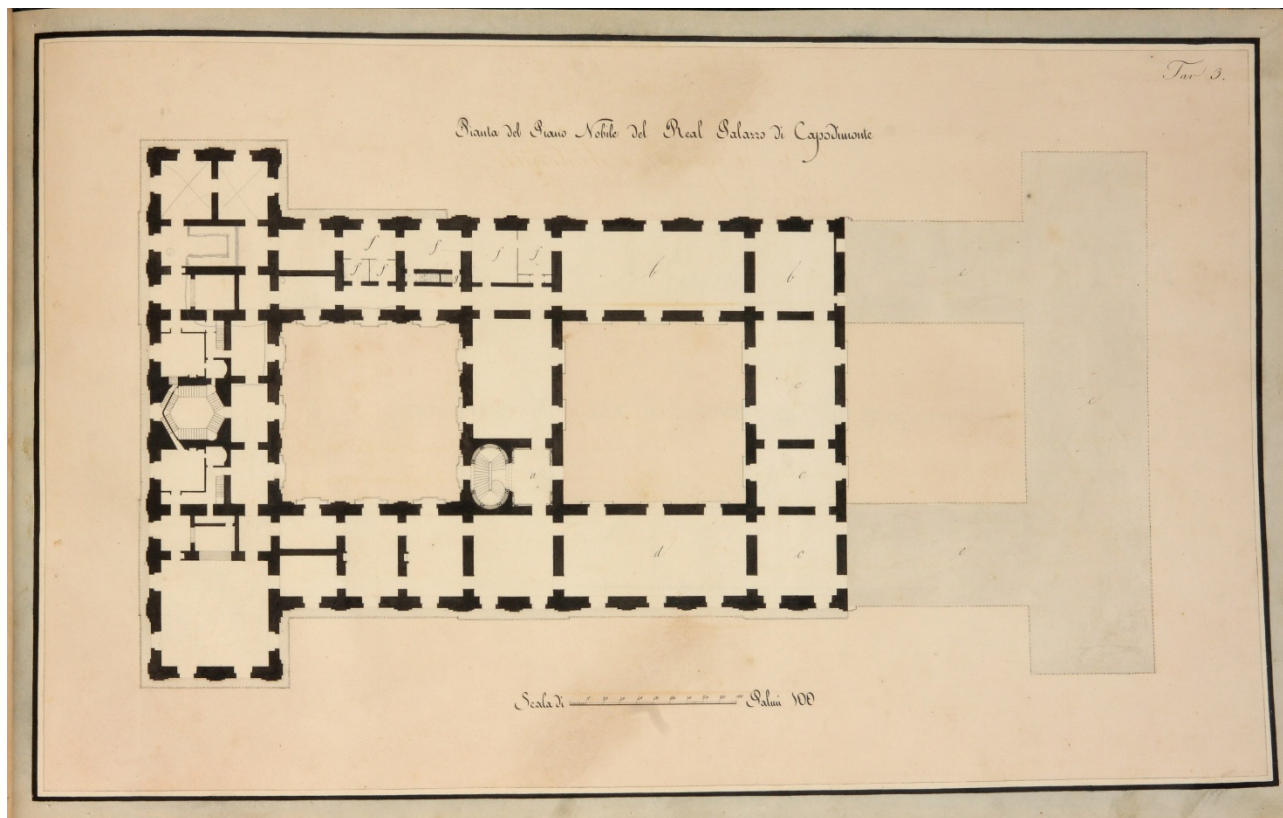 Tav 3.
Pianta del Piano Nobile del Real Palazzo di Capodimonte
f
f
f
f
f
f
b
b
e
c
e
a
c
d
c
e
Scala di
Palmi 100